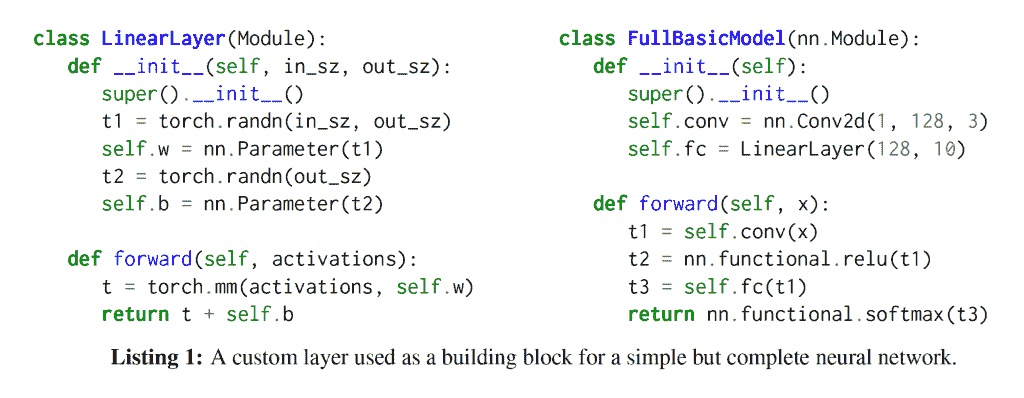 class LinearLayer(Module):
    def __init__(self, in_sz, out_sz):
        super().__init__()
        t1 = torch.randn(in_sz, out_sz)
        self.w = nn.Parameter(t1)
        t2 = torch.randn(out_sz)
        self.b = nn.Parameter(t2)

    def forward(self, activations):
        t = torch.mm(activations, self.w)
        return t + self.b

class FullBasicModel(nn.Module):
    def __init__(self):
        super().__init__()
        self.conv = nn.Conv2d(1, 128, 3)
        self.fc = LinearLayer(128, 10)

    def forward(self, x):
        t1 = self.conv(x)
        t2 = nn.functional.relu(t1)
        t3 = self.fc(t1)
        return nn.functional.softmax(t3)

Listing 1: A custom layer used as a building block for a simple but complete neural network.